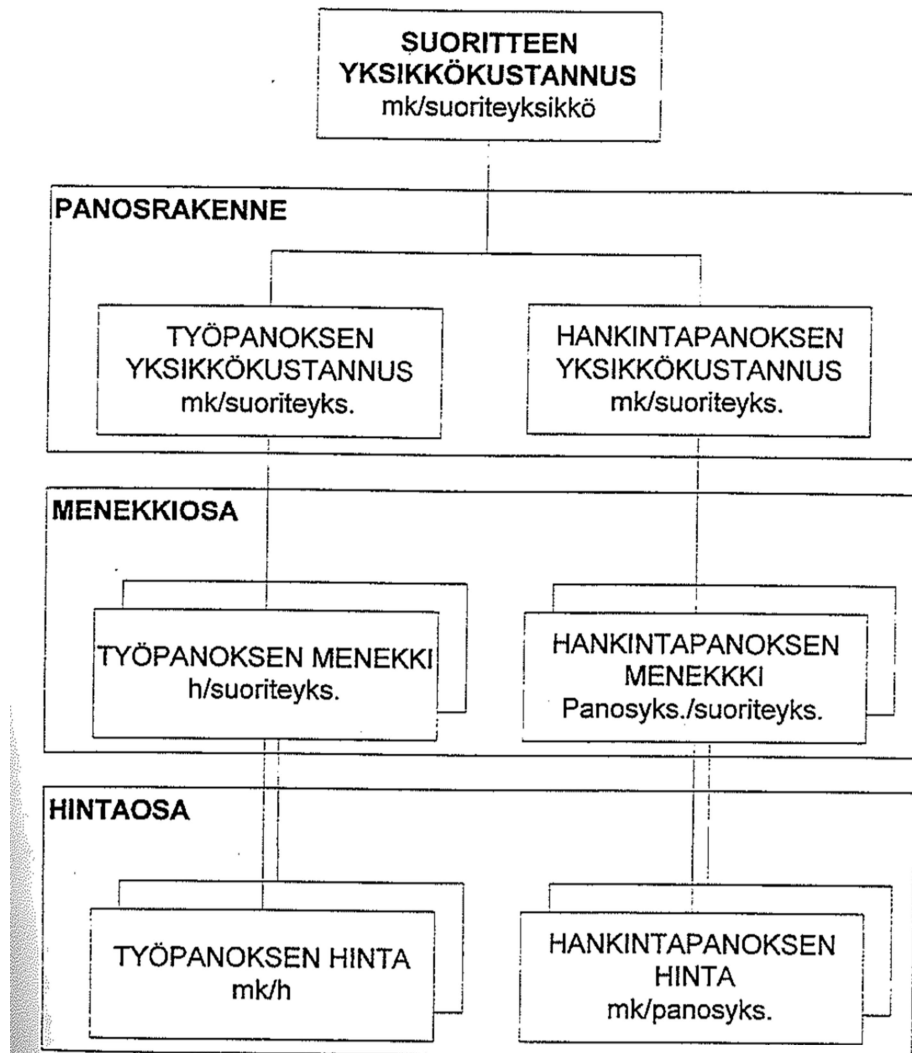 SUORITTEEN
YKSIKKÖKUSTANNUS
mk/suoriteyksikkö
PANOSRAKENNE
TYÖPANOKSEN
YKSIKKÖKUSTANNUS
mk/suoriteyks.
HANKINTAPANOKSEN
YKSIKKÖKUSTANNUS
mk/suoriteyks.
MENEKKIOSA
TYÖPANOKSEN MENEKKI
h/suoriteyks.
HANKINTAPANOKSEN
MENEKKKI
Panosyks./suoriteyks.
HINTAOSA
TYÖPANOKSEN HINTA
mk/h
HANKINTAPANOKSEN
HINTA
mk/panosyks.